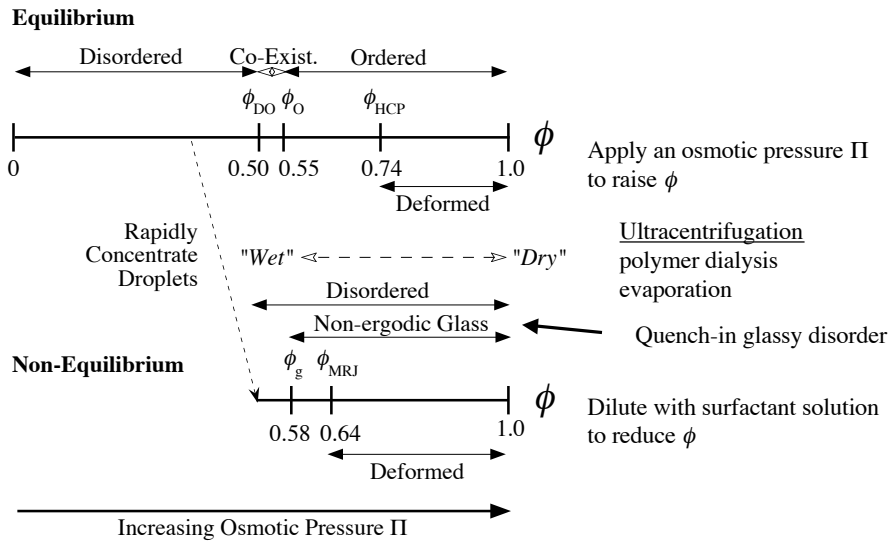 Equilibrium
Disordered
Co-Exist.
Ordered
ϕDO
ϕO
ϕHCP
ϕ
0
0.50
0.55
0.74
1.0
Deformed
Apply an osmotic pressure Π
to raise ϕ
Rapidly
Concentrate
Droplets
"Wet"
"Dry"
Ultracentrifugation
polymer dialysis
evaporation
Disordered
Non-ergodic Glass
Quench-in glassy disorder
Non-Equilibrium
ϕg
ϕMRJ
ϕ
0.58
0.64
1.0
Deformed
Dilute with surfactant solution
to reduce ϕ
Increasing Osmotic Pressure Π